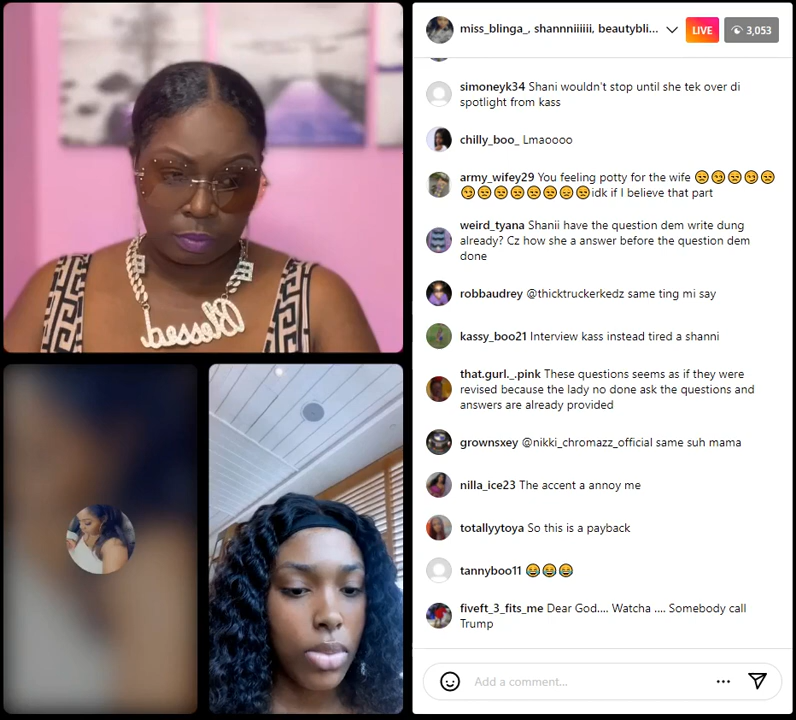 miss_blinga_, shannniiiiii, beautybli...
LIVE
3,053
simoneyk34 Shani wouldn't stop until she tek over di
spotlight from kass
chilly_boo_ Lmaoooo
army_wifey29 You feeling potty for the wife 😒😏😒😏😒
😏😒😒😒😒😒😒😒idk if I believe that part
weird_tyana Shanii have the question dem write dung
already? Cz how she a answer before the question dem
done
robbaudrey @thicktruckerkedz same ting mi say
kassy_boo21 Interview kass instead tired a shanni
that.gurl._.pink These questions seems as if they were
revised because the lady no done ask the questions and
answers are already provided
grownsxey @nikki_chromazz_official same suh mama
nilla_ice23 The accent a annoy me
totallyytoya So this is a payback
tannyboo11 😂😂😂
fiveft_3_fits_me Dear God.... Watcha .... Somebody call
Trump
Add a comment...
Blessed